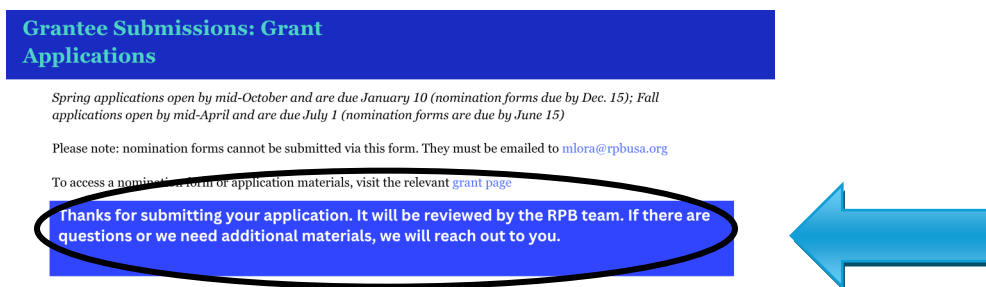 Grantee Submissions: Grant
Applications
Spring applications open by mid-October and are due January 10 (nomination forms due by Dec. 15); Fall
applications open by mid-April and are due July 1 (nomination forms are due by June 15)
Please note: nomination forms cannot be submitted via this form. They must be emailed to mlora@rpbusa.org
To access a nomination form or application materials, visit the relevant grant page
Thanks for submitting your application. It will be reviewed by the RPB team. If there are
questions or we need additional materials, we will reach out to you.